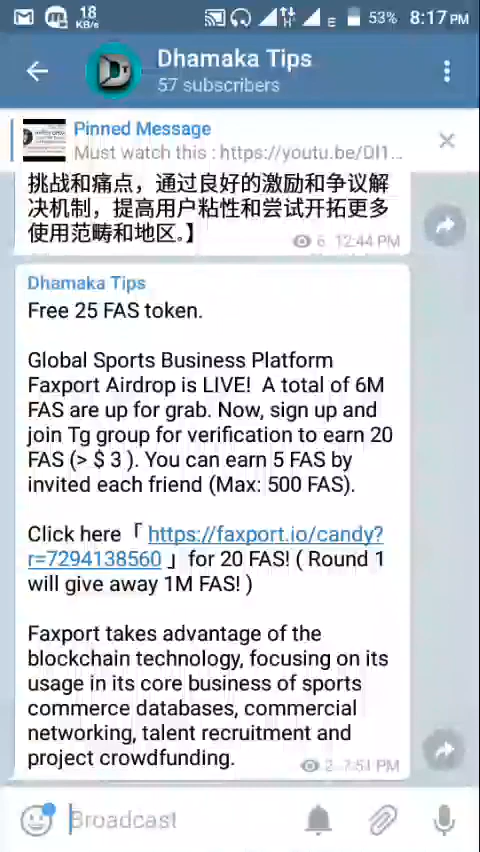 18
KB/s
H
E
53%
8:17 PM
Dhamaka Tips
57 subscribers
Pinned Message
Must watch this : https://youtu.be/DI1...
挑战和痛点，通过良好的激励和争议解
决机制，提高用户粘性和尝试开拓更多
使用范畴和地区。】
6 12:44 PM
Dhamaka Tips
Free 25 FAS token.
Global Sports Business Platform
Faxport Airdrop is LIVE! A total of 6M
FAS are up for grab. Now, sign up and
join Tg group for verification to earn 20
FAS (> $ 3 ). You can earn 5 FAS by
invited each friend (Max: 500 FAS).
Click here「 https://faxport.io/candy?
r=7294138560 」for 20 FAS! ( Round 1
will give away 1M FAS! )
Faxport takes advantage of the
blockchain technology, focusing on its
usage in its core business of sports
commerce databases, commercial
networking, talent recruitment and
project crowdfunding.
2 7:51 PM
Broadcast